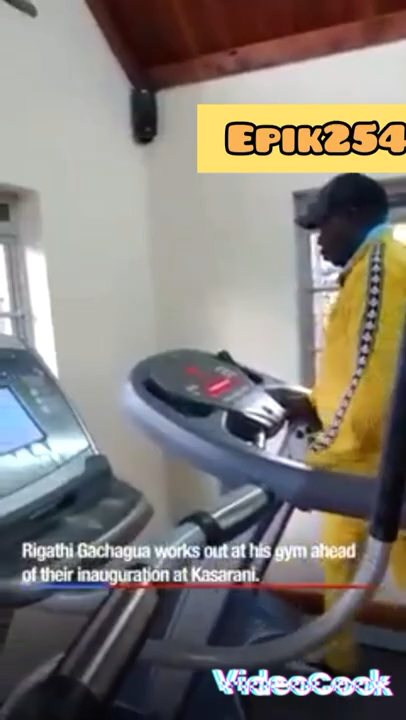 Epik254
Rigathi Gachagua works out at his gym ahead
of their inauguration at Kasarani.
VideoCook